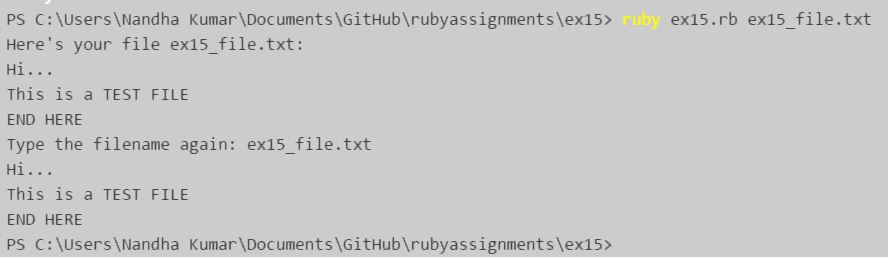 PS C:\Users\Nandha Kumar\Documents\GitHub\rubyassignments\ex15> ruby ex15.rb ex15_file.txt
Here's your file ex15_file.txt:
Hi...
This is a TEST FILE
END HERE
Type the filename again: ex15_file.txt
Hi...
This is a TEST FILE
END HERE
PS C:\Users\Nandha Kumar\Documents\GitHub\rubyassignments\ex15>